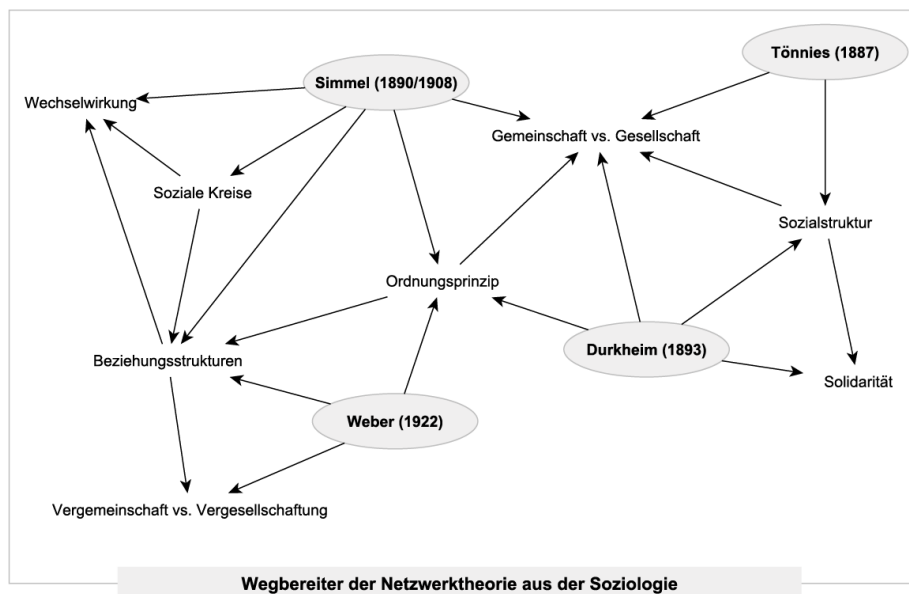 Tönnies (1887)
Simmel (1890/1908)
Wechselwirkung
Gemeinschaft vs. Gesellschaft
Soziale Kreise
Sozialstruktur
Ordnungsprinzip
Durkheim (1893)
Beziehungsstrukturen
Solidarität
Weber (1922)
Vergemeinschaft vs. Vergesellschaftung
Wegbereiter der Netzwerktheorie aus der Soziologie